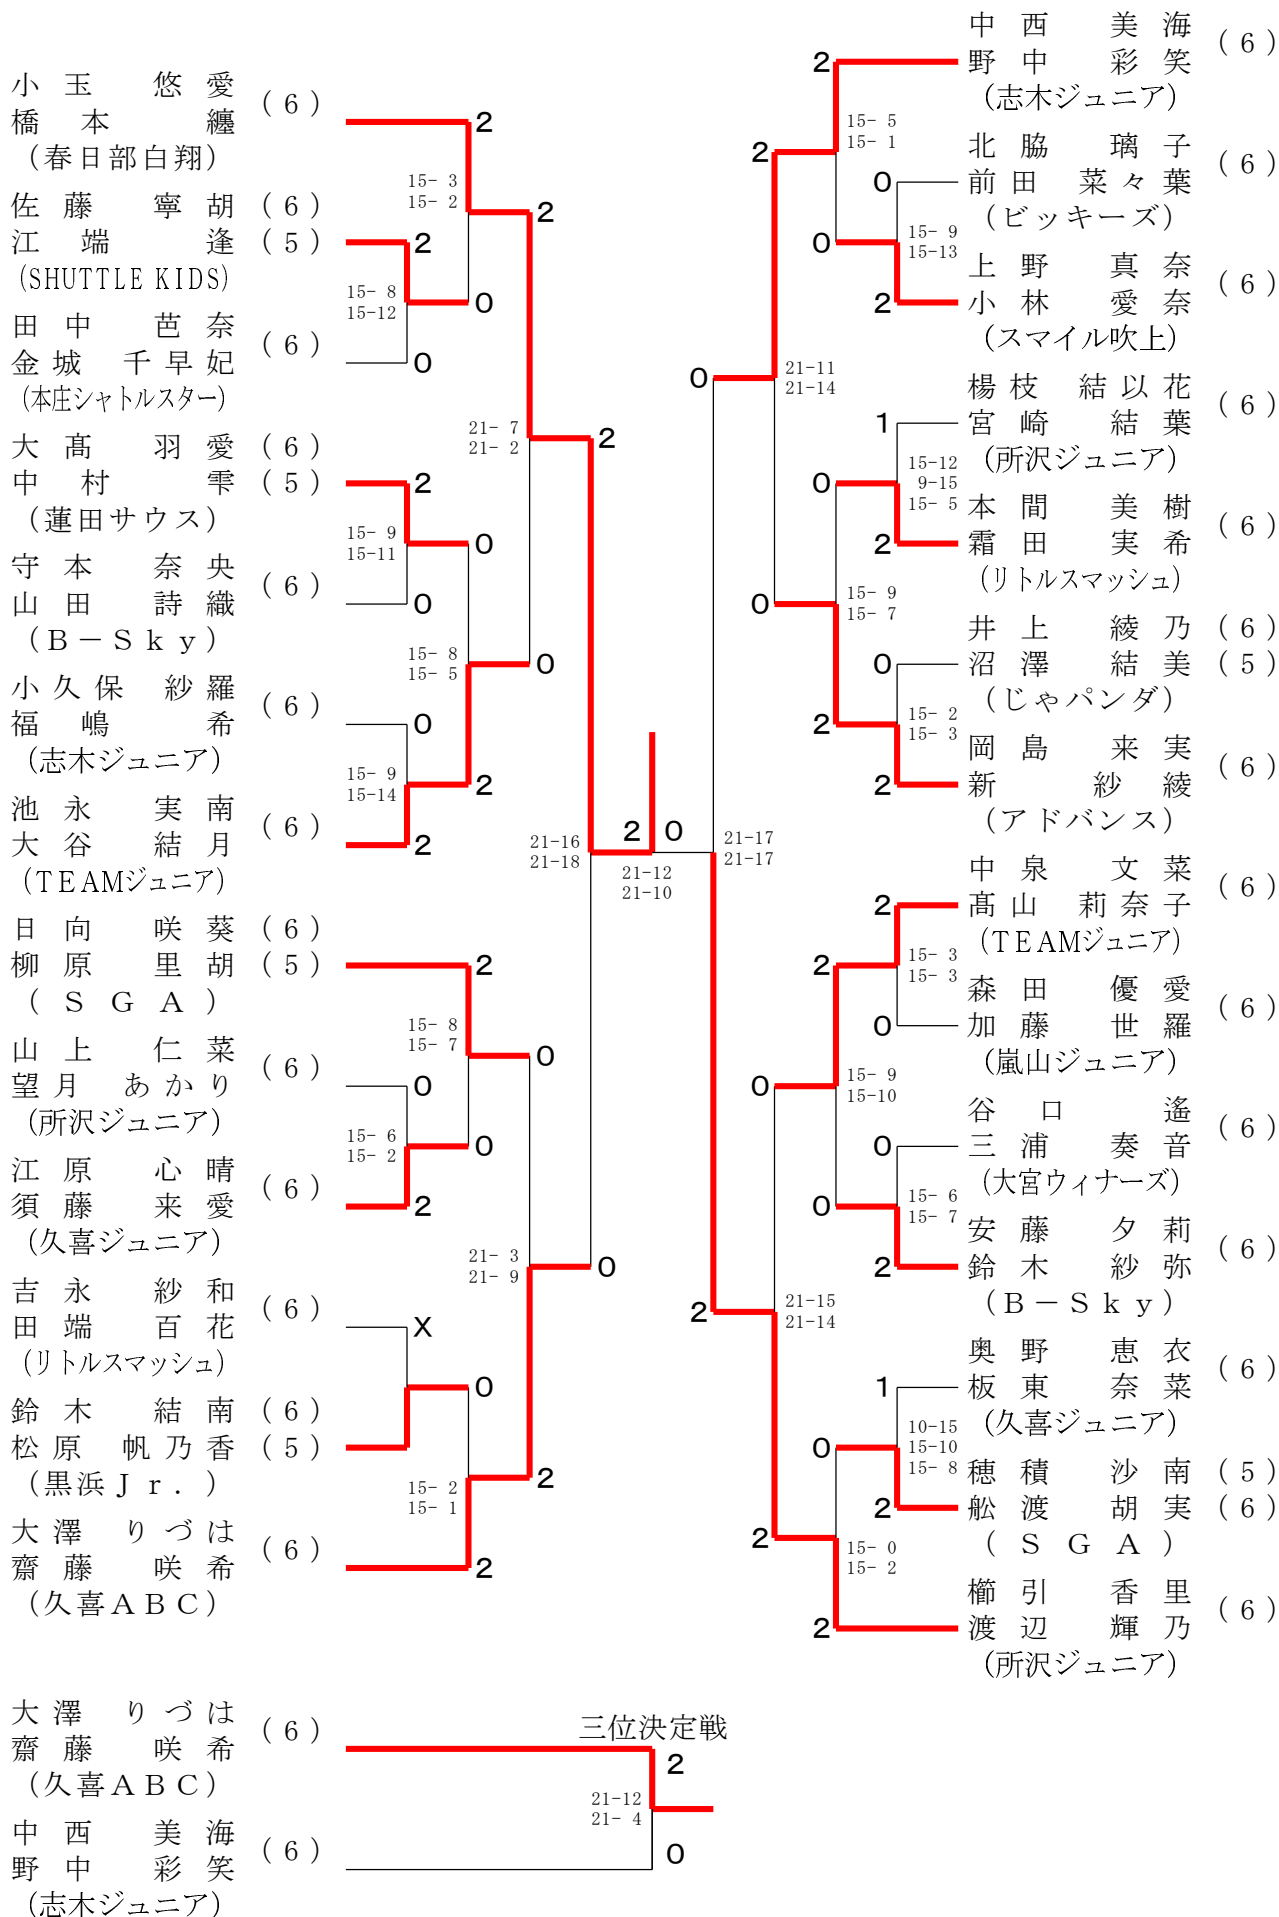 小玉 悠愛 (6)
橋本 纏
(春日部白翔)
2
15- 3
15- 2
佐藤 寧胡 (6)
江端 逢 (5)
(SHUTTLE KIDS)
2
2
15- 8
15-12
0
田中 芭奈 (6)
金城 千早妃
(本庄シャトルスター)
0
21- 7
21- 2
2
大髙 羽愛 (6)
中村 雫 (5)
(蓮田サウス)
2
15- 9
15-11
0
守本 奈央 (6)
山田 詩織
(B-Sky)
0
15- 8
15- 5
0
小久保 紗羅 (6)
福嶋 希
(志木ジュニア)
0
15- 9
15-14
2
池永 実南 (6)
大谷 結月
(TEAMジュニア)
2
21-16
21-18
日向 咲葵 (6)
柳原 里胡 (5)
(SGA)
2
15- 8
15- 7
0
山上 仁菜 (6)
望月 あかり
(所沢ジュニア)
0
15- 6
15- 2
0
江原 心晴 (6)
須藤 来愛
(久喜ジュニア)
2
21- 3
21- 9
0
吉永 紗和 (6)
田端 百花
(リトルスマッシュ)
X
0
鈴木 結南 (6)
松原 帆乃香 (5)
(黒浜Jr.)
15- 2
15- 1
2
大澤 りづは (6)
齋藤 咲希
(久喜ABC)
2
2 0
21-12
21-10
中西 美海 (6)
野中 彩笑
(志木ジュニア)
2
15- 5
15- 1
2
北脇 璃子 (6)
前田 菜々葉
(ビッキーズ)
0
15- 9
15-13
0
上野 真奈 (6)
小林 愛奈
(スマイル吹上)
2
21-11
21-14
0
楊枝 結以花 (6)
宮崎 結葉
(所沢ジュニア)
1
15-12
9-15
15- 5
0
本間 美樹 (6)
霜田 実希
(リトルスマッシュ)
2
15- 9
15- 7
0
井上 綾乃 (6)
沼澤 結美 (5)
(じゃパンダ)
0
15- 2
15- 3
2
岡島 来実 (6)
新 紗綾
(アドバンス)
2
21-17
21-17
中泉 文菜 (6)
髙山 莉奈子
(TEAMジュニア)
2
15- 3
15- 3
2
森田 優愛 (6)
加藤 世羅
(嵐山ジュニア)
0
15- 9
15-10
0
谷口 遙 (6)
三浦 奏音
(大宮ウィナーズ)
0
15- 6
15- 7
0
安藤 夕莉 (6)
鈴木 紗弥
(B-Sky)
2
21-15
21-14
2
奥野 恵衣 (6)
板東 奈菜
(久喜ジュニア)
1
10-15
15-10
15- 8
0
穂積 沙南 (5)
舩渡 胡実 (6)
(SGA)
2
15- 0
15- 2
2
櫛引 香里 (6)
渡辺 輝乃
(所沢ジュニア)
2
三位決定戦
大澤 りづは (6)
齋藤 咲希
(久喜ABC)
2
21-12
21- 4
中西 美海 (6)
野中 彩笑
(志木ジュニア)
0